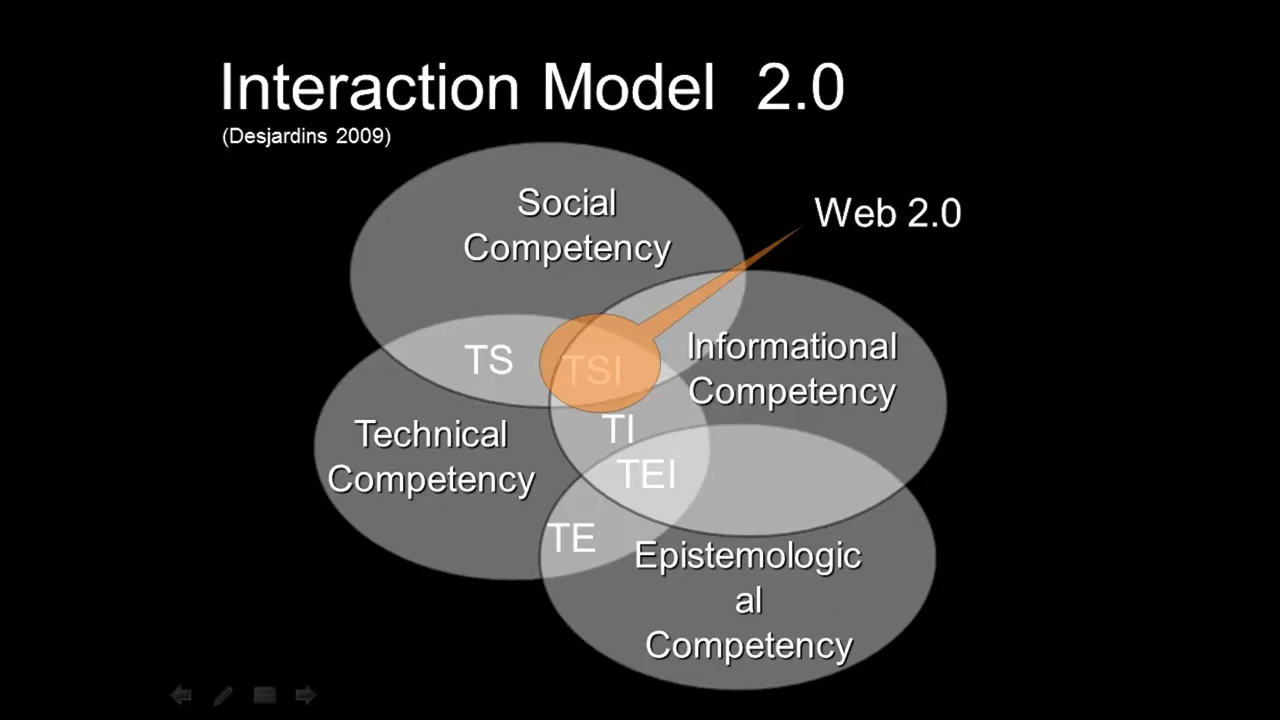 Interaction Model 2.0
(Desjardins 2009)
Social
Competency
Web 2.0
TS
TSI
Informational
Competency
TI
Technical
Competency
TEI
TE
Epistemologic
al
Competency